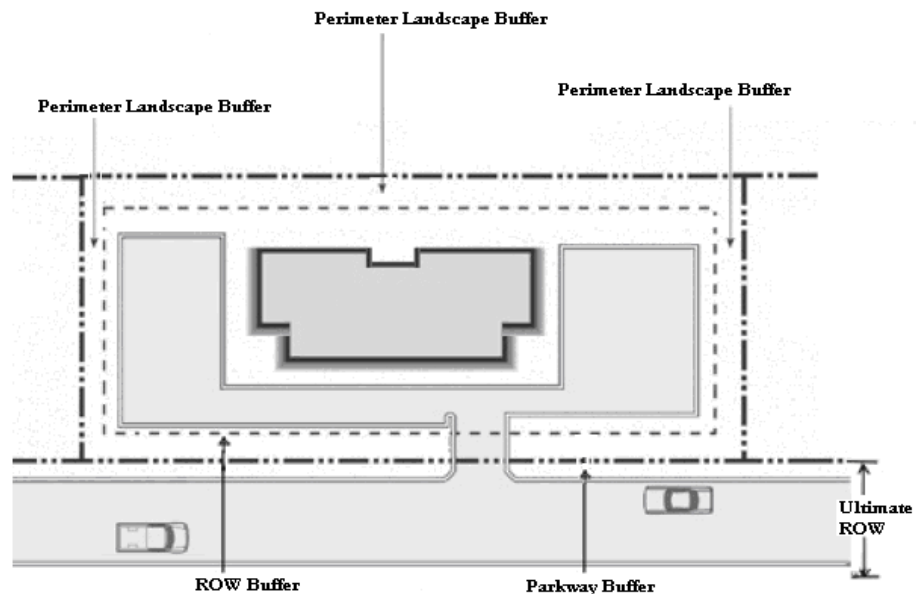 Perimeter Landscape Buffer
Perimeter Landscape Buffer
Perimeter Landscape Buffer
Ultimate
ROW
ROW Buffer
Parkway Buffer